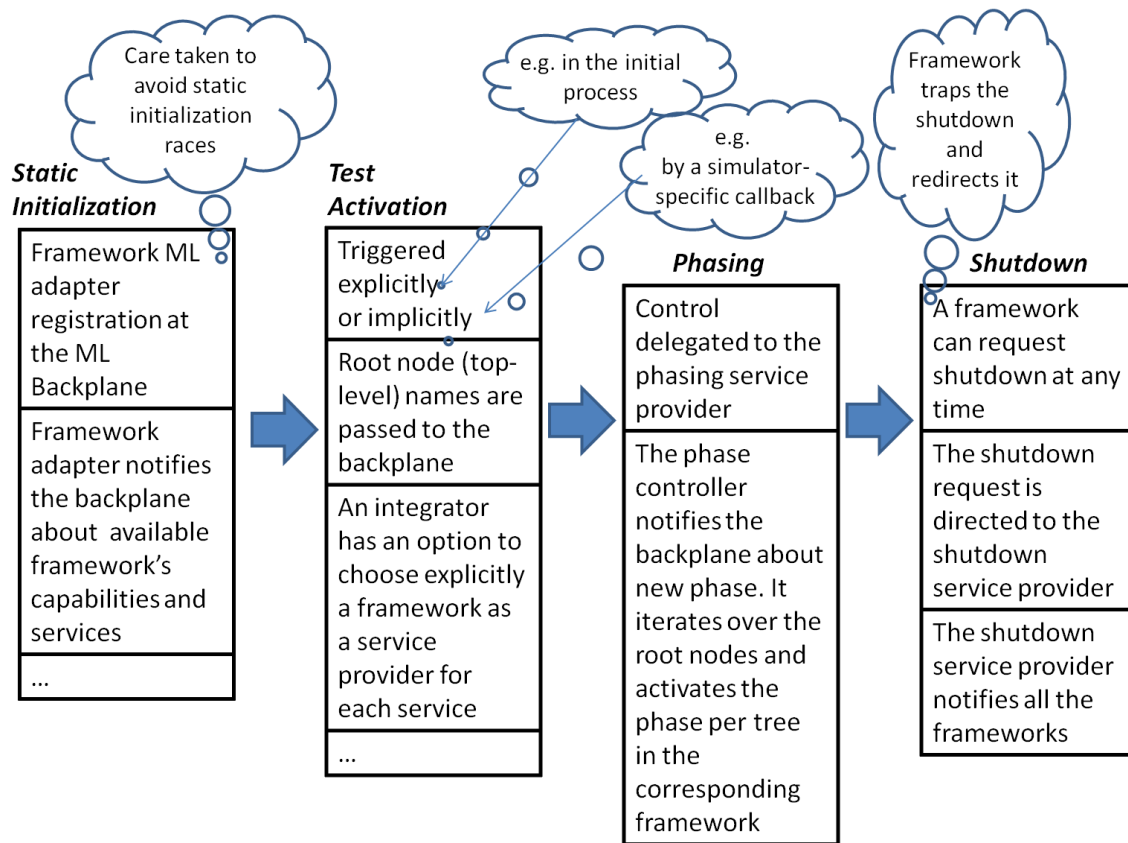 Care taken to
avoid static
initialization
races
e.g. in the initial
process
e.g.
by a simulator-
specific callback
Framework
traps the
shutdown
and
redirects it
Static
Initialization
Framework ML
adapter
registration at
the ML
Backplane
Framework
adapter notifies
the backplane
about available
framework's
capabilities and
services
...
Test
Activation
Triggered
explicitly
or implicitly
Root node (top-
level) names are
passed to the
backplane
An integrator
has an option to
choose explicitly
a framework as
a service
provider for
each service
...
Phasing
Control
delegated to the
phasing service
provider
The phase
controller
notifies the
backplane about
new phase. It
iterates over the
root nodes and
activates the
phase per tree
in the
corresponding
framework
Shutdown
A framework
can request
shutdown at any
time
The shutdown
request is
directed to the
shutdown
service provider
The shutdown
service provider
notifies all the
frameworks